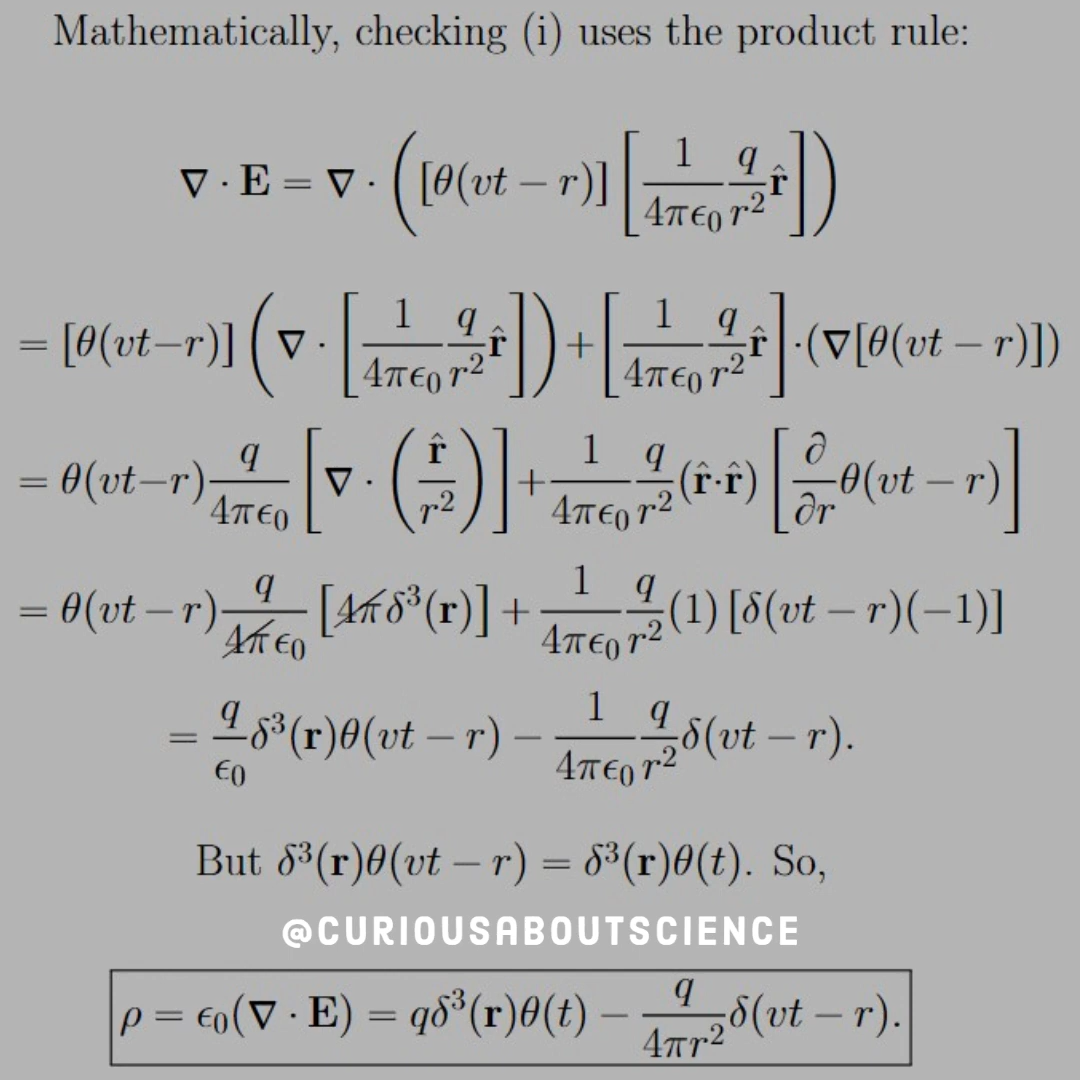 Mathematically, checking (i) uses the product rule:
∇ · E = ∇ · ([θ(vt − r)] [1/4πϵ₀ q/r² r̂])
= [θ(vt−r)] (∇ · [1/4πϵ₀ q/r² r̂]) + [1/4πϵ₀ q/r² r̂] · (∇[θ(vt − r)])
= θ(vt−r) q/4πϵ₀ [∇ · (r̂/r²)] + 1/4πϵ₀ q/r² (r̂·r̂) [∂/∂r θ(vt − r)]
= θ(vt − r) q/4πϵ₀ [4πδ³(r)] + 1/4πϵ₀ q/r² (1) [δ(vt − r)(−1)]
= q/ϵ₀ δ³(r)θ(vt − r) − 1/4πϵ₀ q/r² δ(vt − r).
But δ³(r)θ(vt − r) = δ³(r)θ(t). So,
@CURIOUSABOUTSCIENCE
ρ = ϵ₀(∇ · E) = qδ³(r)θ(t) − q/4πr² δ(vt − r).